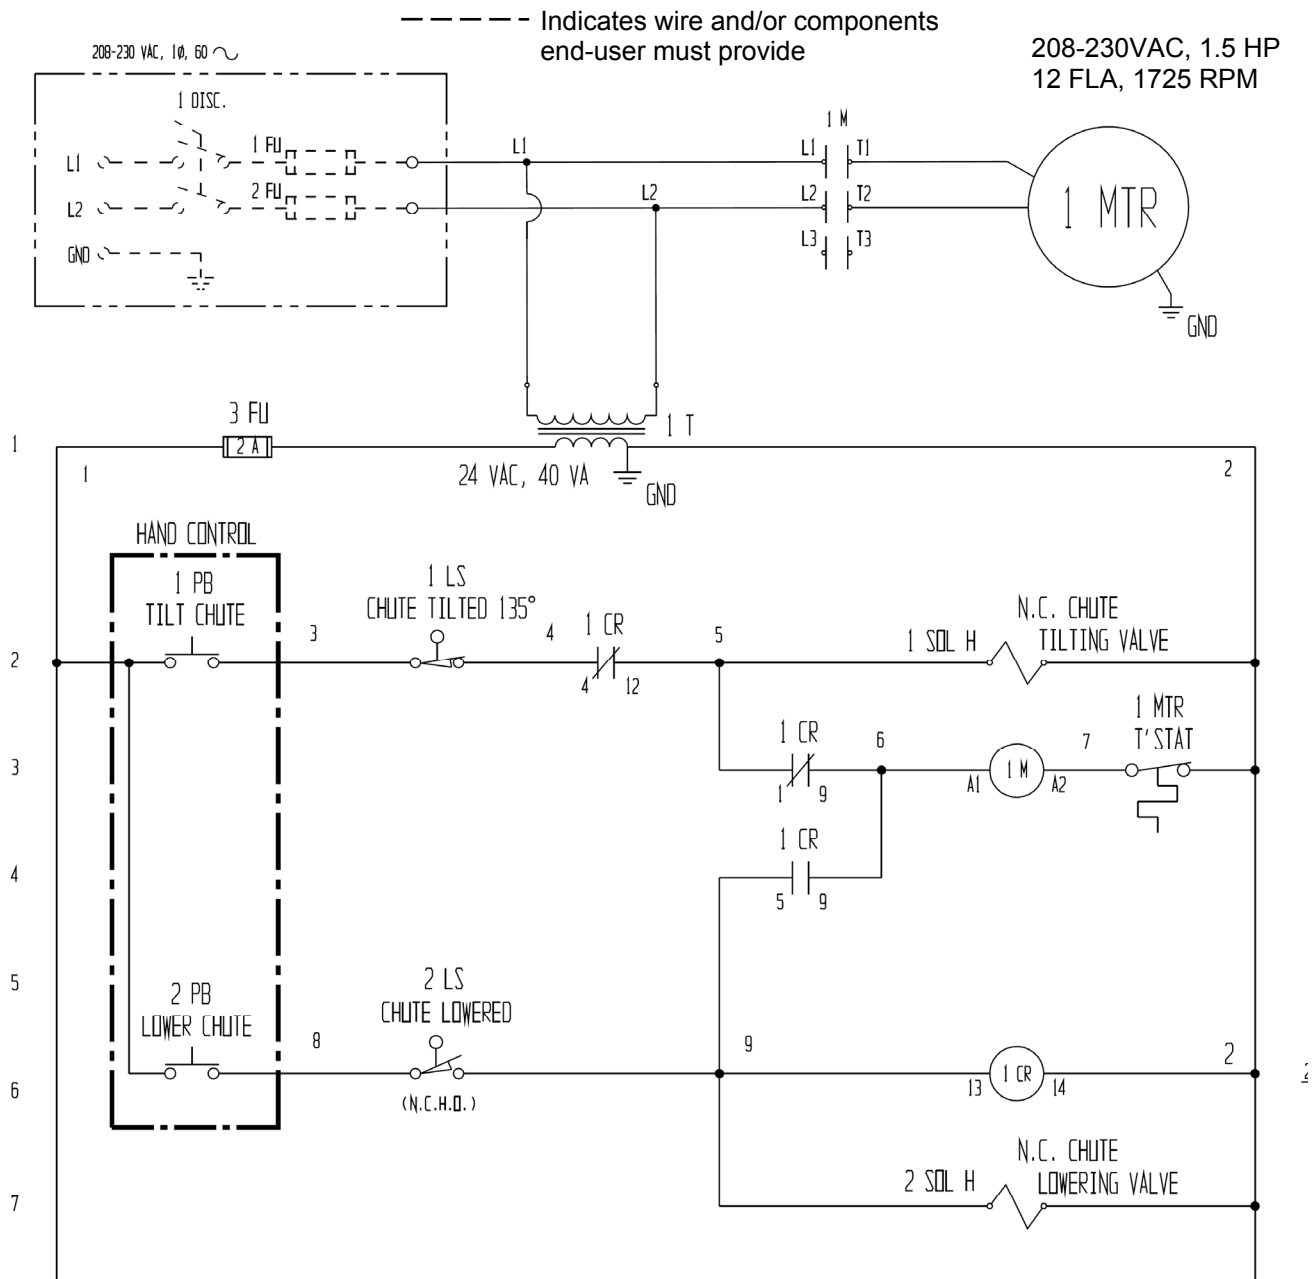 Indicates wire and/or components
end-user must provide
208-230VAC, 1.5 HP
12 FLA, 1725 RPM
208-230 VAC, 1Ø, 60
1 DISC.
1 FU
L1
2 FU
L2
GND
L1
L2
1 M
L1 T1
L2 T2
L3 T3
1 MTR
GND
3 FU
2 A
1 T
24 VAC, 40 VA
GND
1
1
2
HAND CONTROL
1 PB
TILT CHUTE
3
1 LS
CHUTE TILTED 135°
4
1 CR
4 12
5
1 SOL H
N.C. CHUTE
TILTING VALVE
2
1 CR
1 9
6
A1 1 M A2
7
1 MTR
T'STAT
3
1 CR
5 9
4
5
2 PB
LOWER CHUTE
8
2 LS
CHUTE LOWERED
(N.C.H.O.)
9
13 1 CR 14
2
2
6
2 SOL H
N.C. CHUTE
LOWERING VALVE
7